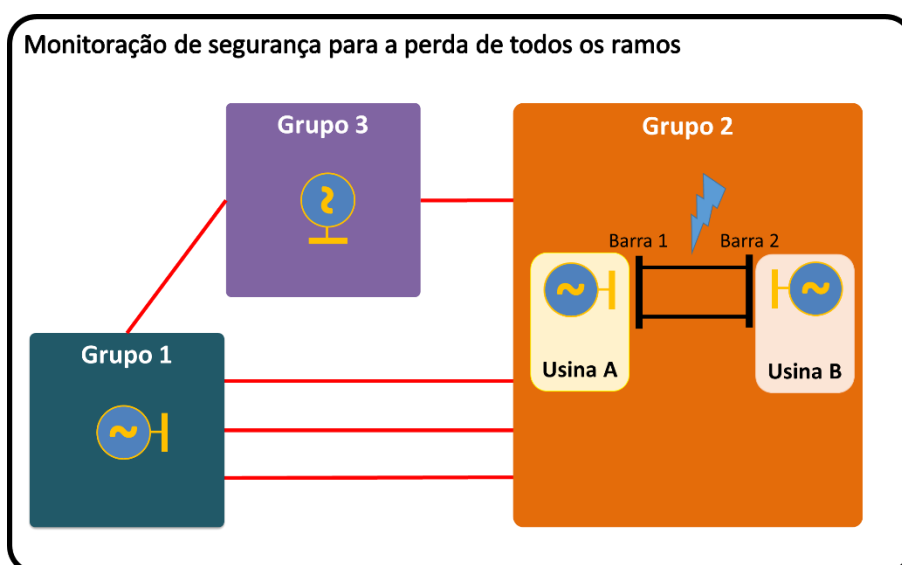 Monitoração de segurança para a perda de todos os ramos
Grupo 3
Grupo 2
Barra 1
Barra 2
Grupo 1
Usina A
Usina B